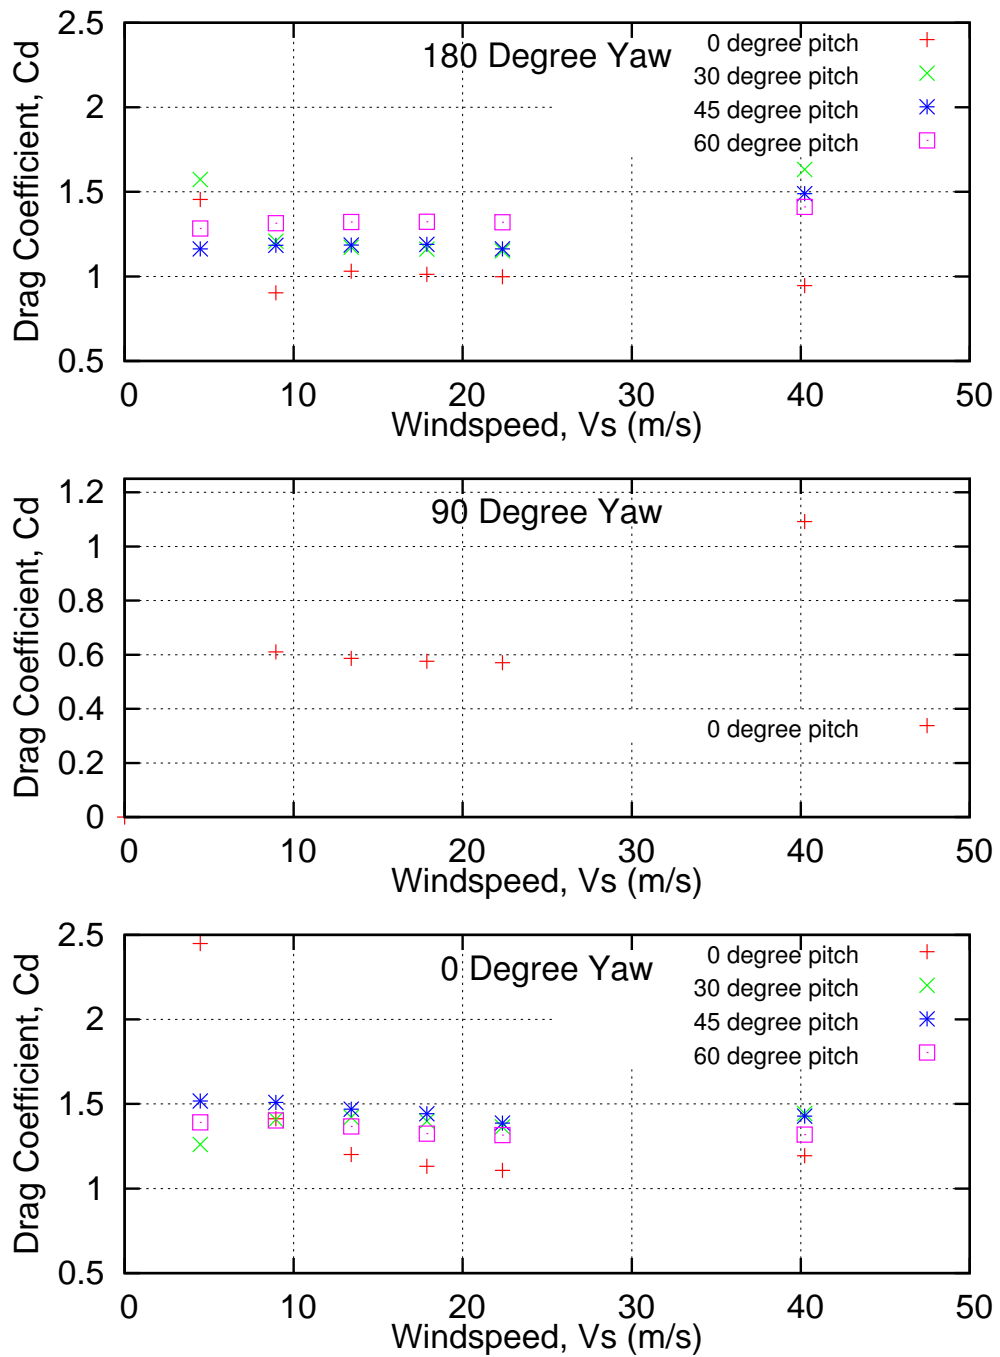 180 Degree Yaw
0 degree pitch
30 degree pitch
45 degree pitch
60 degree pitch
Drag Coefficient, Cd
2.5
2
1.5
1
0.5
0 10 20 30 40 50
Windspeed, Vs (m/s)
90 Degree Yaw
0 degree pitch
Drag Coefficient, Cd
1.2
1
0.8
0.6
0.4
0.2
0
0 10 20 30 40 50
Windspeed, Vs (m/s)
0 Degree Yaw
0 degree pitch
30 degree pitch
45 degree pitch
60 degree pitch
Drag Coefficient, Cd
2.5
2
1.5
1
0.5
0 10 20 30 40 50
Windspeed, Vs (m/s)